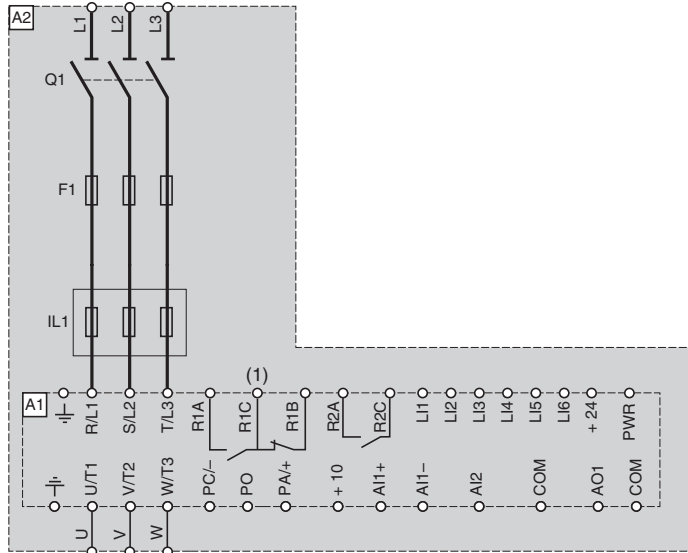 A2
L1 L2 L3
Q1
F1
IL1
(1)
A1
R/L1 S/L2 T/L3 R1A R1C R1B R2A R2C LI1 LI2 LI3 LI4 LI5 LI6 + 24 PWR
U/T1 V/T2 W/T3 PC/– PO PA/+ + 10 AI1+ AI1– AI2 COM AO1 COM
U V W